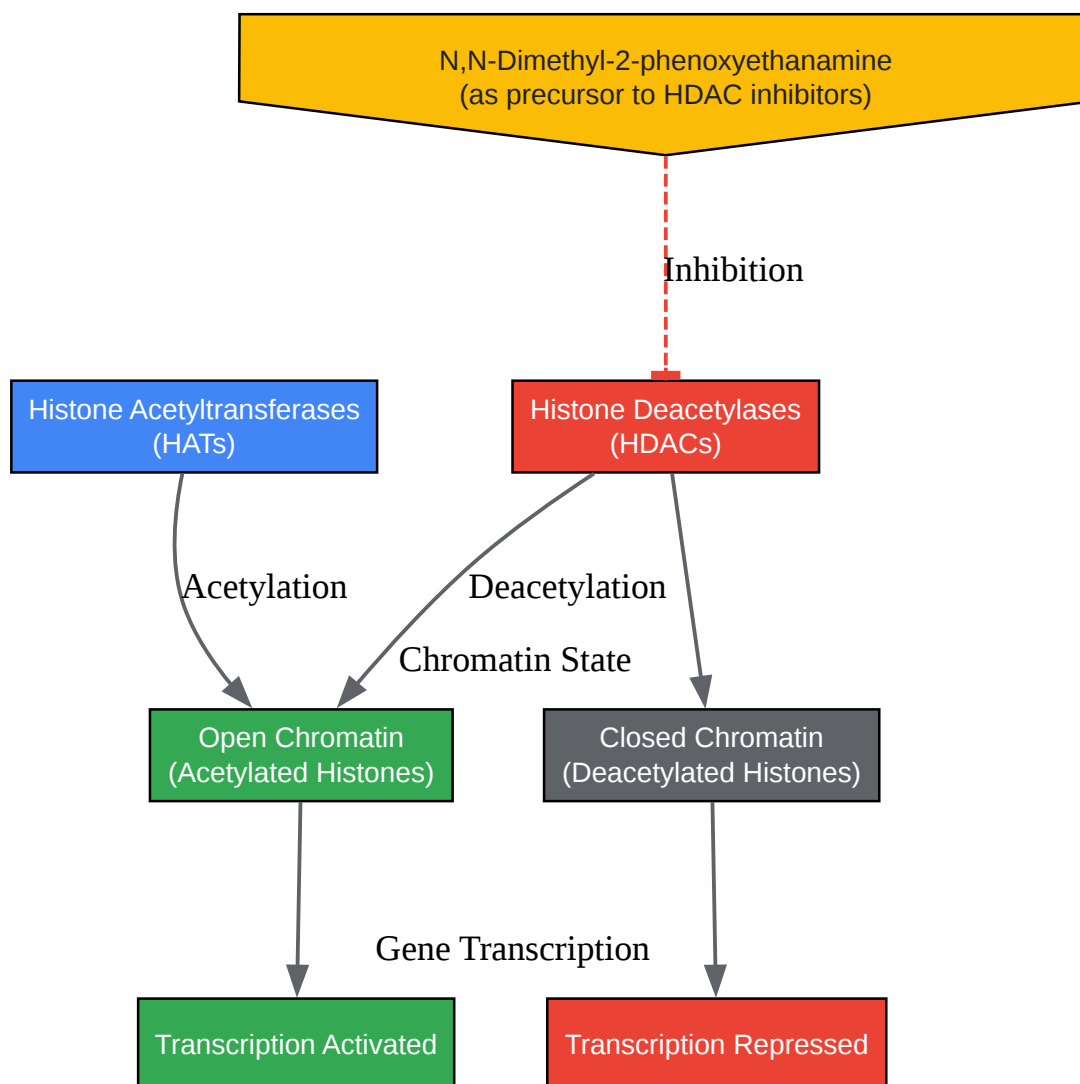 N,N-Dimethyl-2-phenoxyethanamine
(as precursor to HDAC inhibitors)
Inhibition
Histone Acetyltransferases
(HATs)
Histone Deacetylases
(HDACs)
Acetylation
Deacetylation
Chromatin State
Open Chromatin
(Acetylated Histones)
Closed Chromatin
(Deacetylated Histones)
Gene Transcription
Transcription Activated
Transcription Repressed